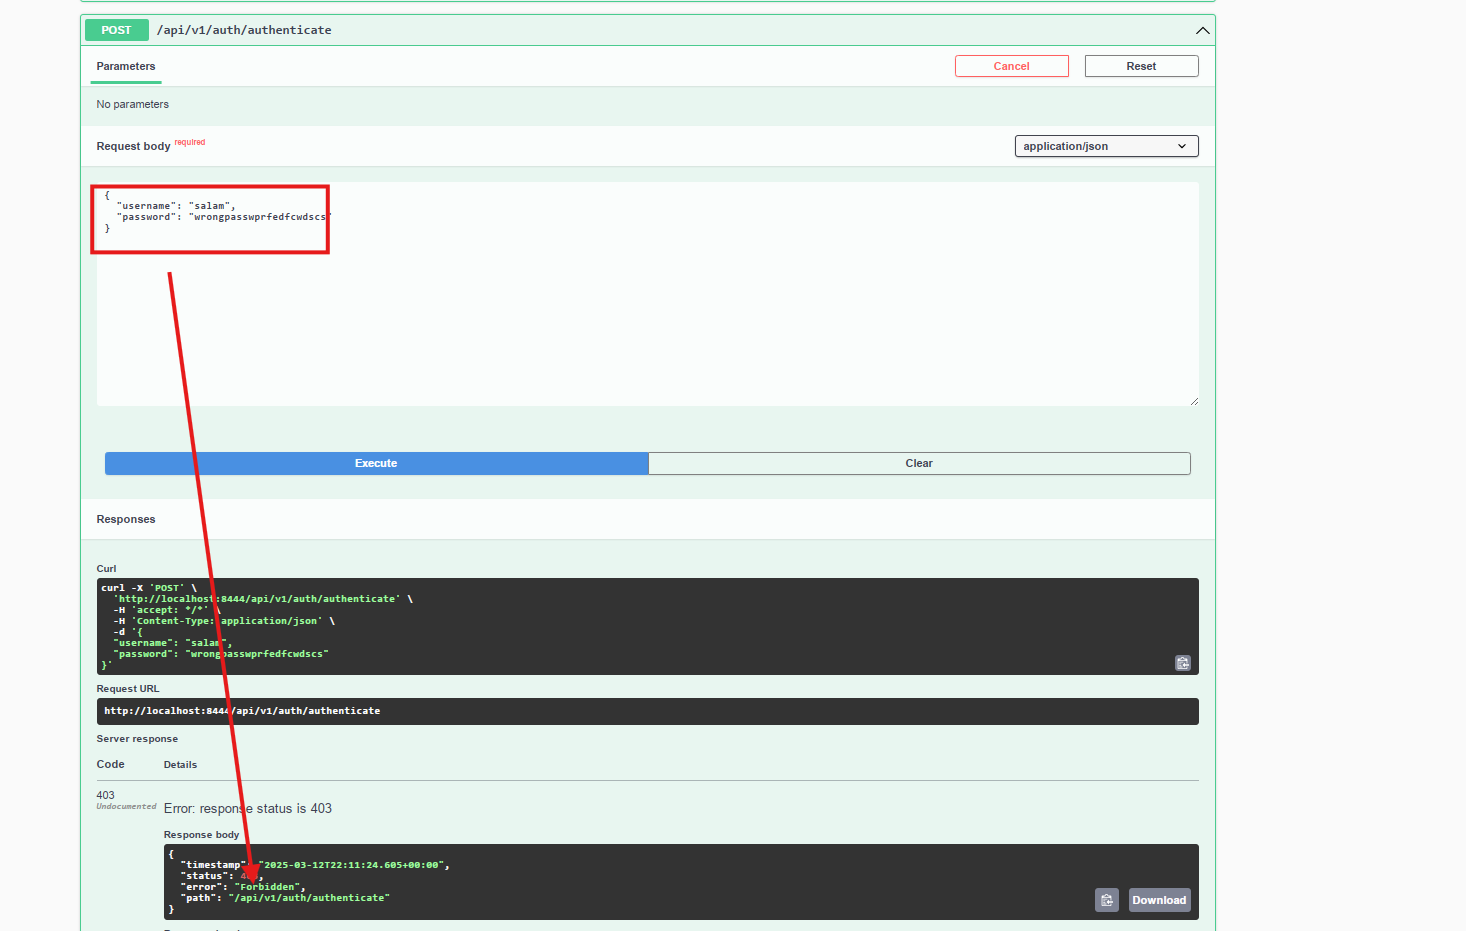 POST /api/v1/auth/authenticate
Parameters
Cancel
Reset
No parameters
Request body required
application/json
{
"username": "salam",
"password": "wrongpasswprfedfcwdscs"
}
Execute
Clear
Responses
Curl
curl -X 'POST' \
'http://localhost:8444/api/v1/auth/authenticate' \
-H 'accept: */*' \
-H 'Content-Type: application/json' \
-d '{
"username": "salam",
"password": "wrongpasswprfedfcwdscs"
}'
Request URL
http://localhost:8444/api/v1/auth/authenticate
Server response
Code Details
403
Undocumented
Error: response status is 403
Response body
{
"timestamp": "2025-03-12T22:11:24.605+00:00",
"status": 403,
"error": "Forbidden",
"path": "/api/v1/auth/authenticate"
}
Download